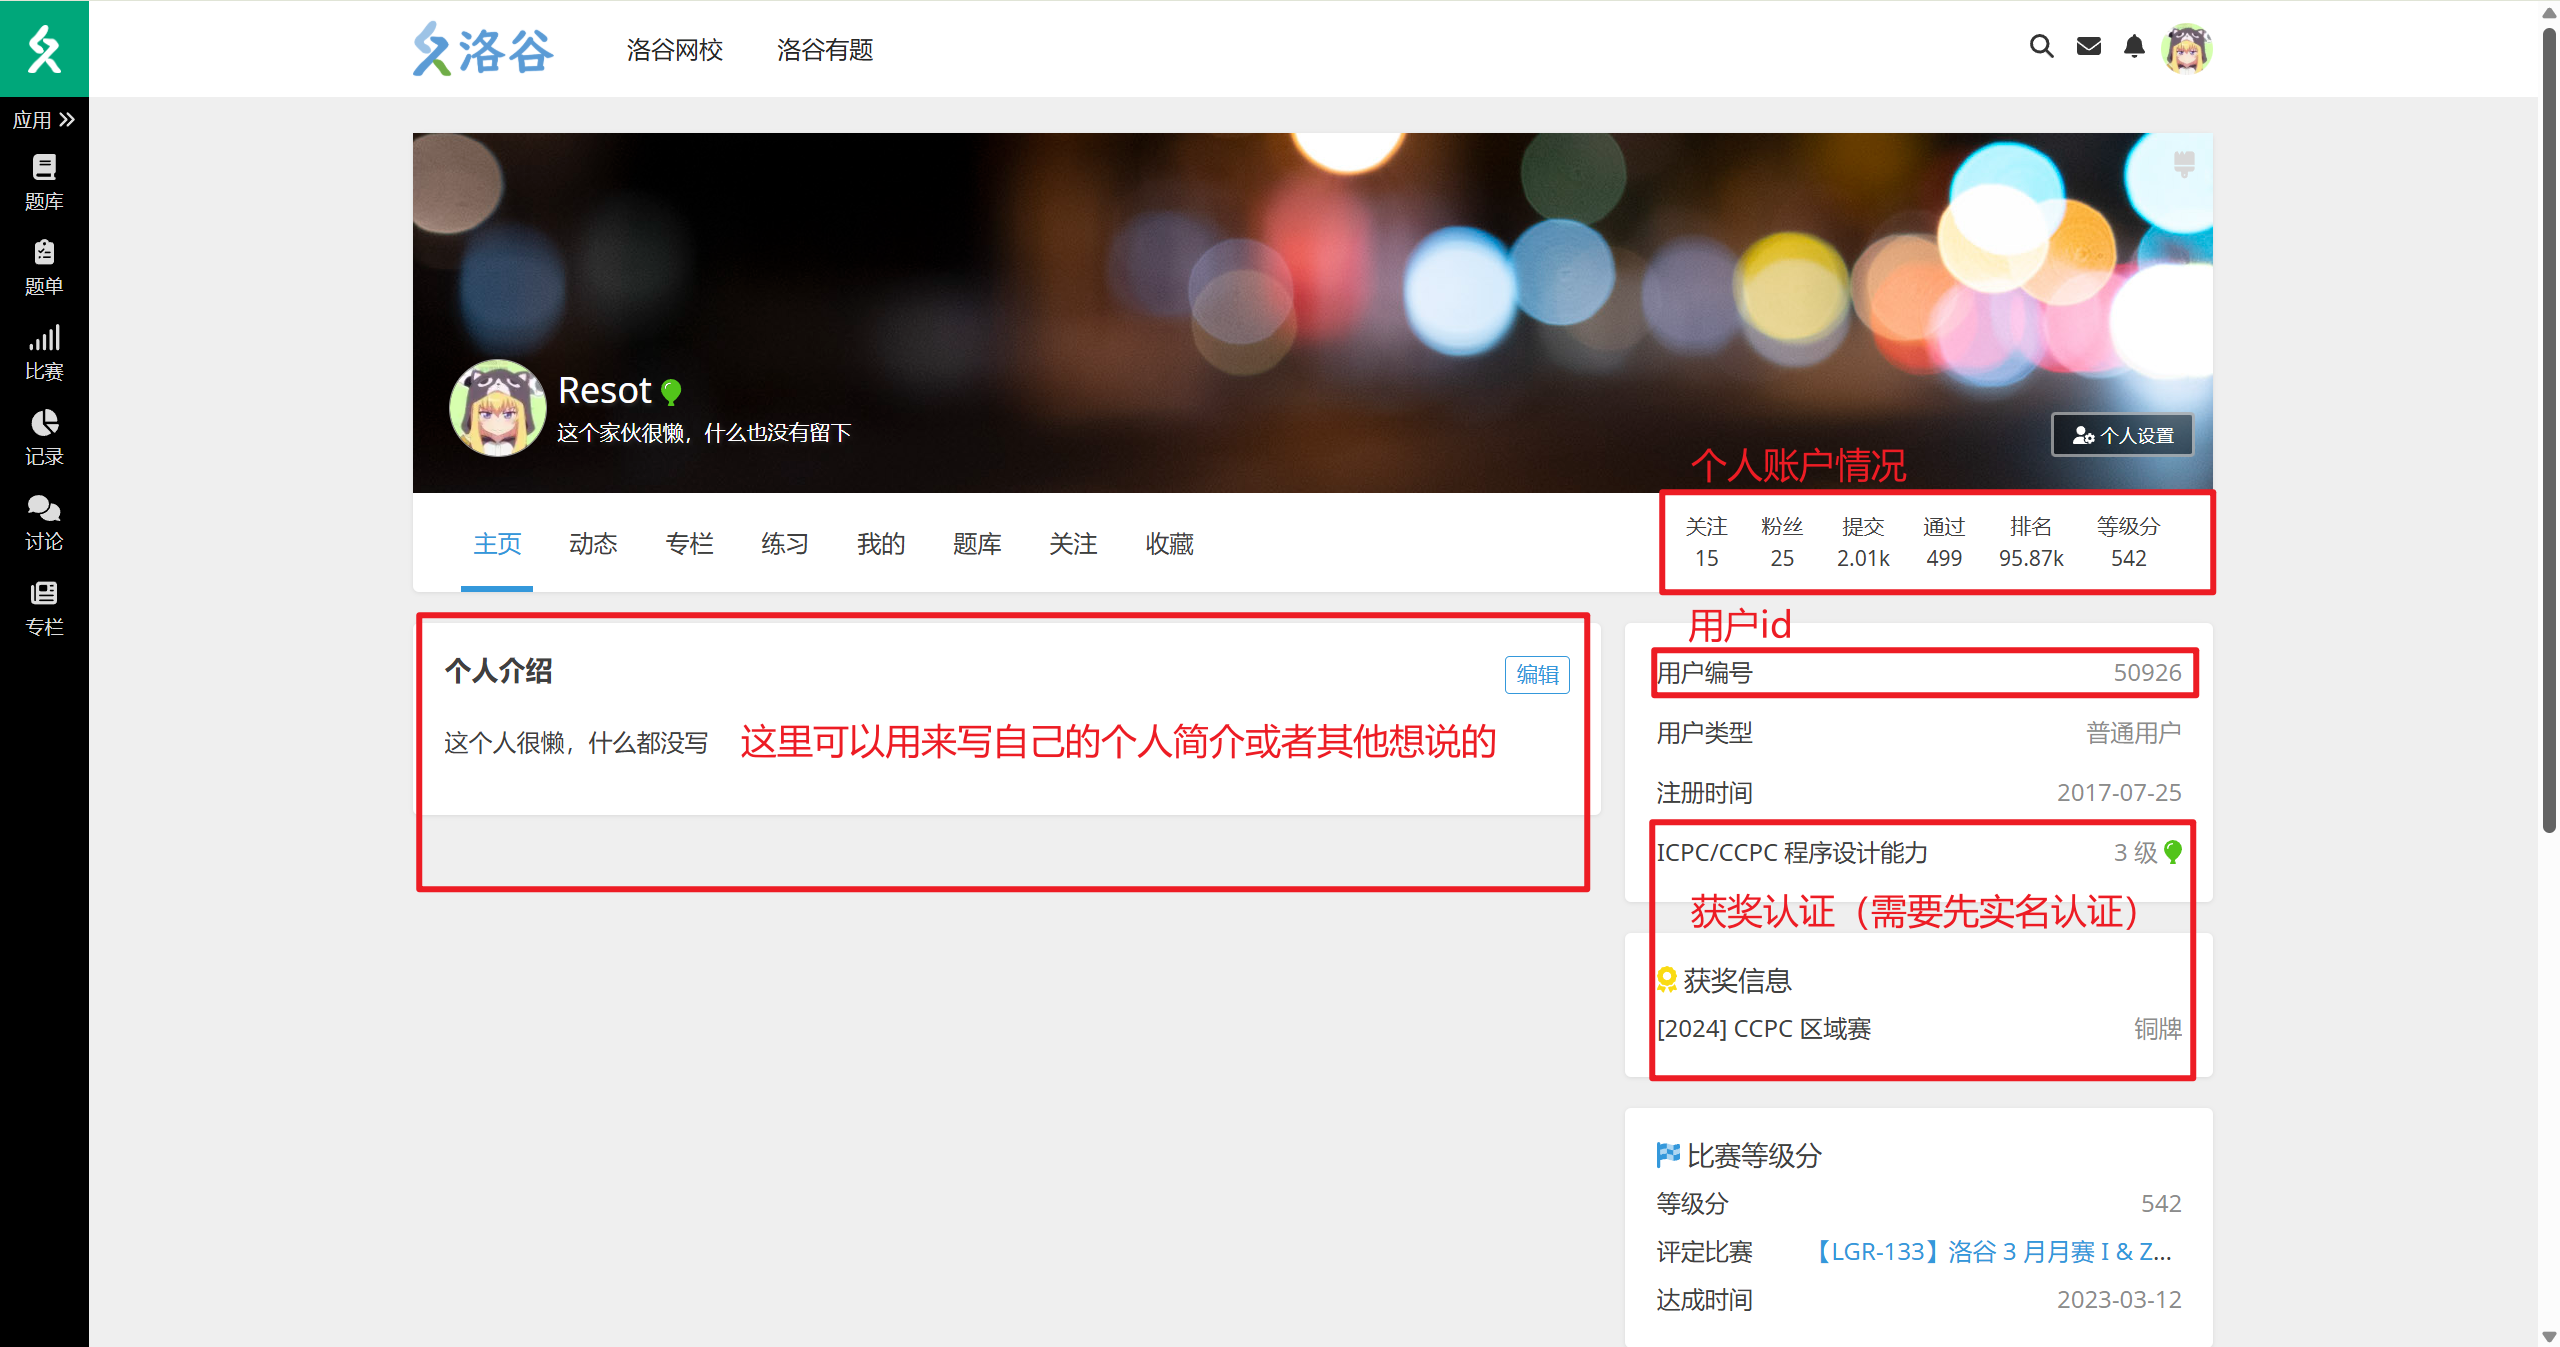 洛谷
洛谷网校
洛谷有题
应用
题库
题单
比赛
记录
讨论
专栏
Resot
这个家伙很懒，什么也没有留下
个人设置
个人账户情况
主页 动态 专栏 练习 我的 题库 关注 收藏
关注 粉丝 提交 通过 排名 等级分
15 25 2.01k 499 95.87k 542
个人介绍
编辑
这个人很懒，什么都没写
这里可以用来写自己的个人简介或者其他想说的
用户id
用户编号 50926
用户类型 普通用户
注册时间 2017-07-25
ICPC/CCPC 程序设计能力 3 级
获奖认证（需要先实名认证）
获奖信息
[2024] CCPC 区域赛 铜牌
比赛等级分
等级分 542
评定比赛 【LGR-133】洛谷 3 月月赛 I & Z...
达成时间 2023-03-12